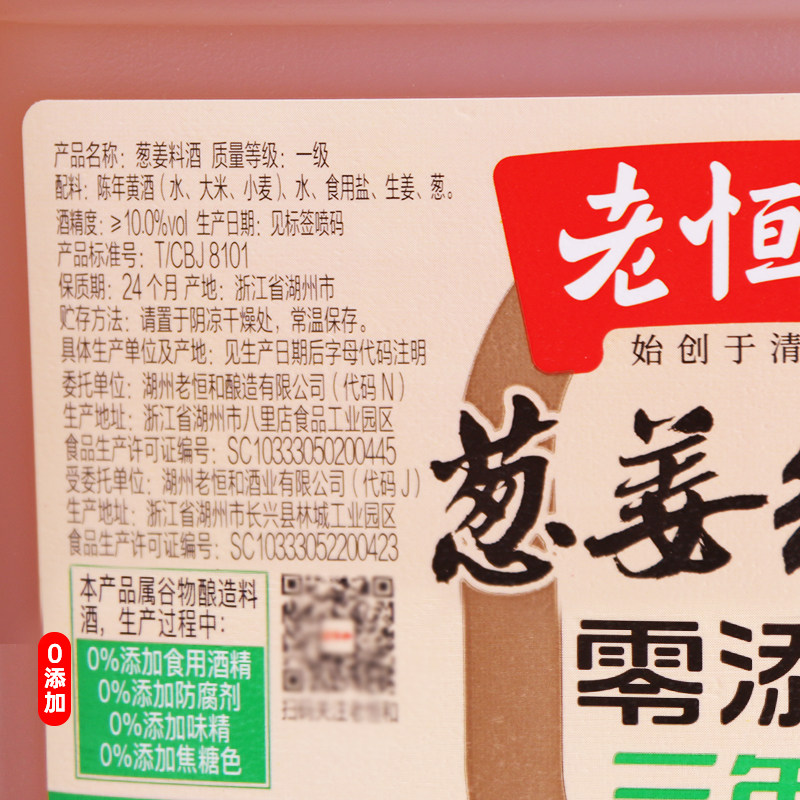 产品名称：葱姜料酒 质量等级：一级
配料：陈年黄酒（水、大米、小麦）、水、食用盐、生姜、葱。
酒精度：≥10.0%vol 生产日期：见标签喷码
产品标准号：T/CBJ 8101
保质期：24个月 产地：浙江省湖州市
贮存方法：请置于阴凉干燥处，常温保存。
具体生产单位及产地：见生产日期后字母代码注明
委托单位：湖州老恒和酿造有限公司（代码N）
生产地址：浙江省湖州市八里店食品工业园区
食品生产许可证编号：SC10333050200445
受委托单位：湖州老恒和酒业有限公司（代码J）
生产地址：浙江省湖州市长兴县林城工业园区
食品生产许可证编号：SC10333052200423
本产品属谷物酿造料
酒，生产过程中：
0%添加食用酒精
0%添加防腐剂
0%添加味精
0%添加焦糖色
扫码关注老恒和
0添加
老恒
始创于清
葱姜
零添
三年